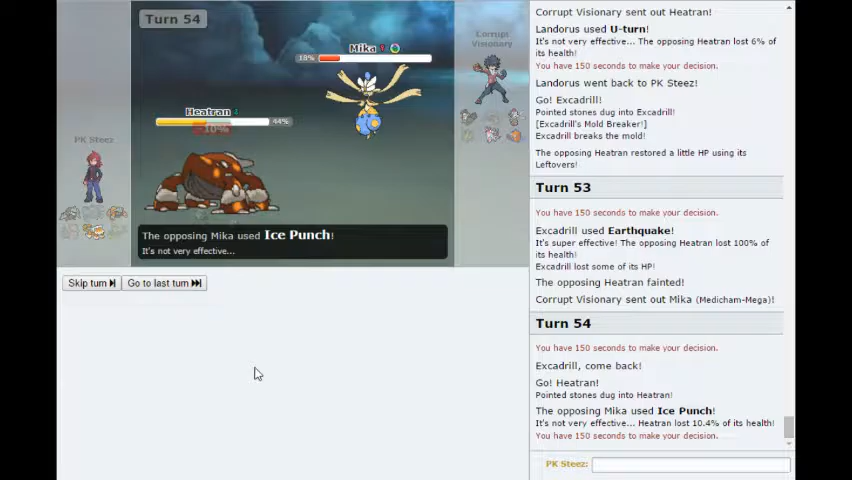 Turn 54
Mika
18%
Corrupt
Visionary
Heatran
44%
10%
PK Steez
The opposing Mika used Ice Punch!
It's not very effective...
Skip turn
Go to last turn
Corrupt Visionary sent out Heatran!
Landorus used U-turn!
It's not very effective... The opposing Heatran lost 6% of
its health!
You have 150 seconds to make your decision.
Landorus went back to PK Steez!
Go! Excadrill!
Pointed stones dug into Excadrill!
[Excadrill's Mold Breaker!]
Excadrill breaks the mold!
The opposing Heatran restored a little HP using its
Leftovers!
Turn 53
You have 150 seconds to make your decision.
Excadrill used Earthquake!
It's super effective! The opposing Heatran lost 100% of
its health!
Excadrill lost some of its HP!
The opposing Heatran fainted!
Corrupt Visionary sent out Mika (Medicham-Mega)!
Turn 54
You have 150 seconds to make your decision.
Excadrill, come back!
Go! Heatran!
Pointed stones dug into Heatran!
The opposing Mika used Ice Punch!
It's not very effective... Heatran lost 10.4% of its health!
You have 150 seconds to make your decision.
PK Steez: